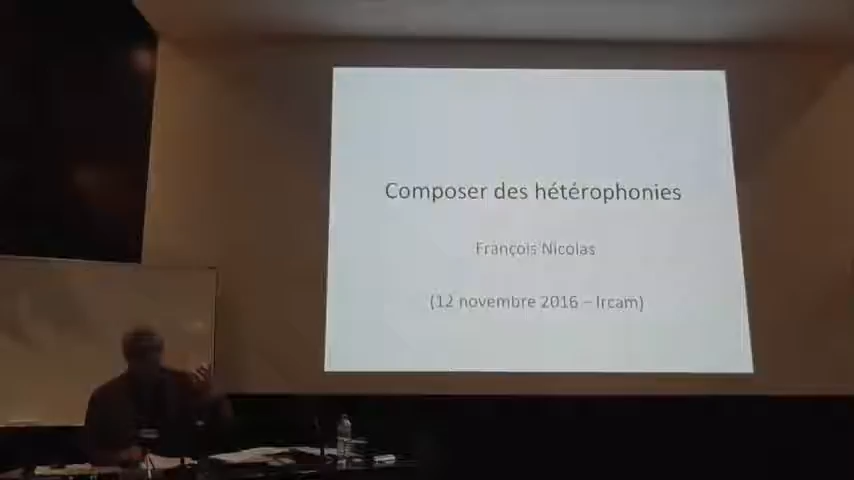 Composer des hétérophonies
François Nicolas
(12 novembre 2016 – Ircam)